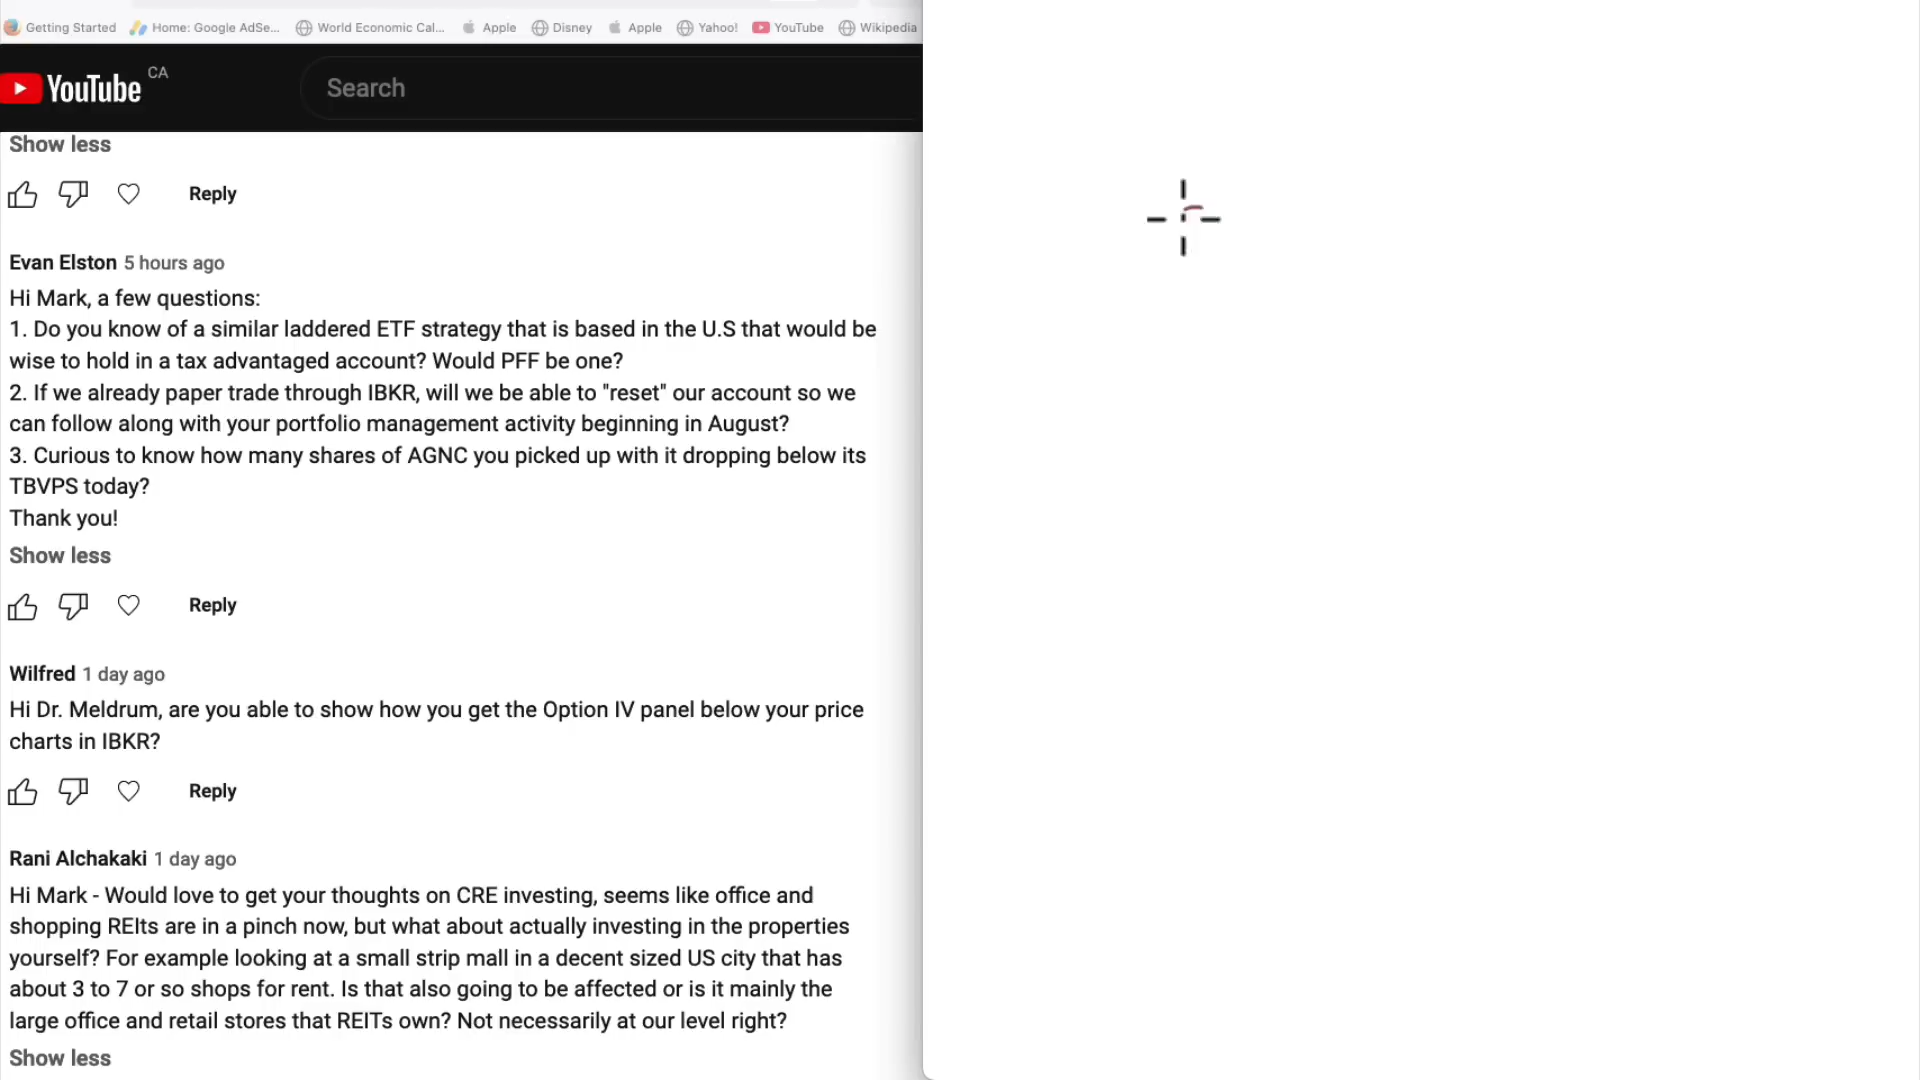 Getting Started Home: Google AdSe... World Economic Cal... Apple Disney Apple Yahoo! YouTube Wikipedia
YouTube CA Search
Show less
Reply
Evan Elston 5 hours ago
Hi Mark, a few questions:
1. Do you know of a similar laddered ETF strategy that is based in the U.S that would be
wise to hold in a tax advantaged account? Would PFF be one?
2. If we already paper trade through IBKR, will we be able to "reset" our account so we
can follow along with your portfolio management activity beginning in August?
3. Curious to know how many shares of AGNC you picked up with it dropping below its
TBVPS today?
Thank you!
Show less
Reply
Wilfred 1 day ago
Hi Dr. Meldrum, are you able to show how you get the Option IV panel below your price
charts in IBKR?
Reply
Rani Alchakaki 1 day ago
Hi Mark - Would love to get your thoughts on CRE investing, seems like office and
shopping REIts are in a pinch now, but what about actually investing in the properties
yourself? For example looking at a small strip mall in a decent sized US city that has
about 3 to 7 or so shops for rent. Is that also going to be affected or is it mainly the
large office and retail stores that REITs own? Not necessarily at our level right?
Show less